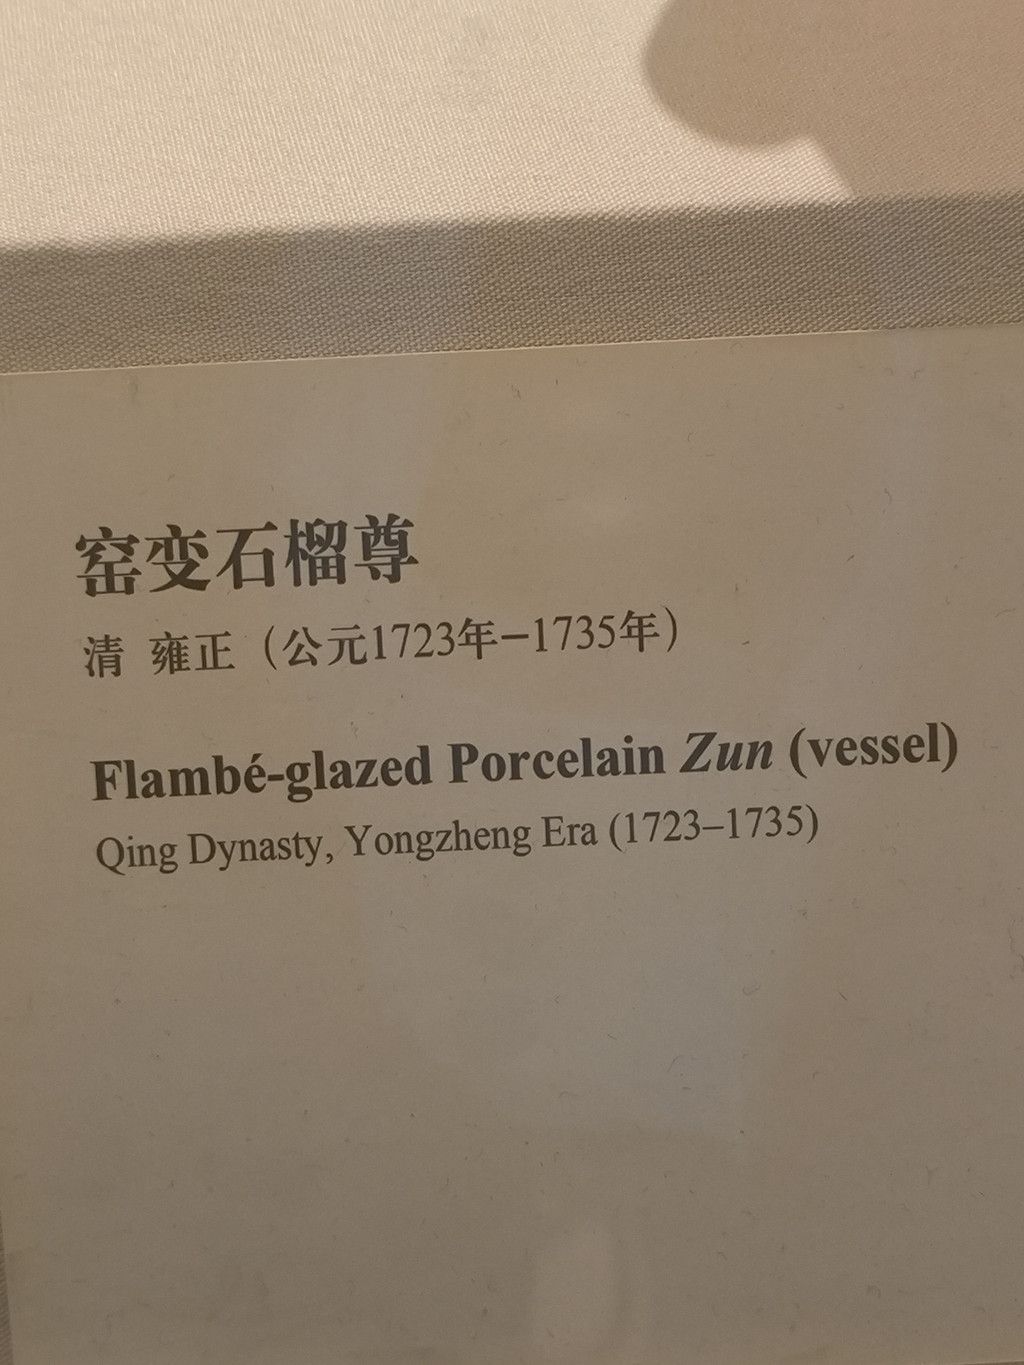 窑变石榴尊
清 雍正（公元1723年–1735年）
Flambé-glazed Porcelain Zun (vessel)
Qing Dynasty, Yongzheng Era (1723–1735)